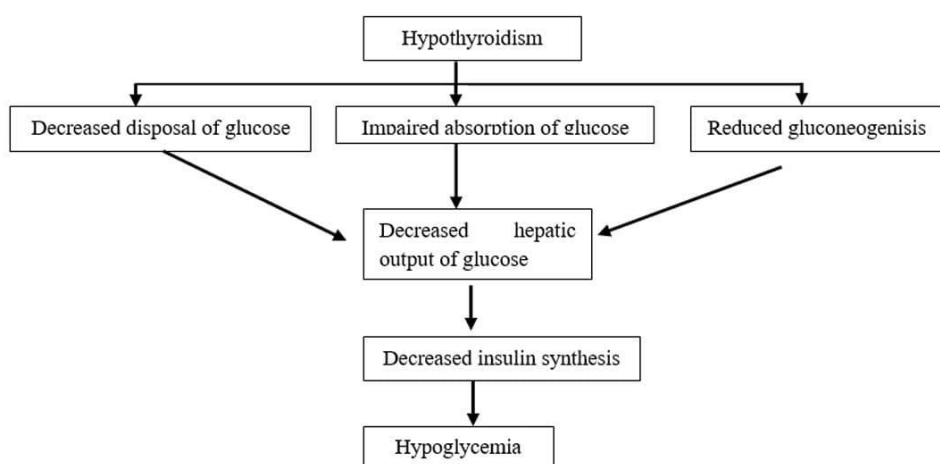 Hypothyroidism
Decreased disposal of glucose
Impaired absorption of glucose
Reduced gluconeogenisis
Decreased hepatic
output of glucose
Decreased insulin synthesis
Hypoglycemia